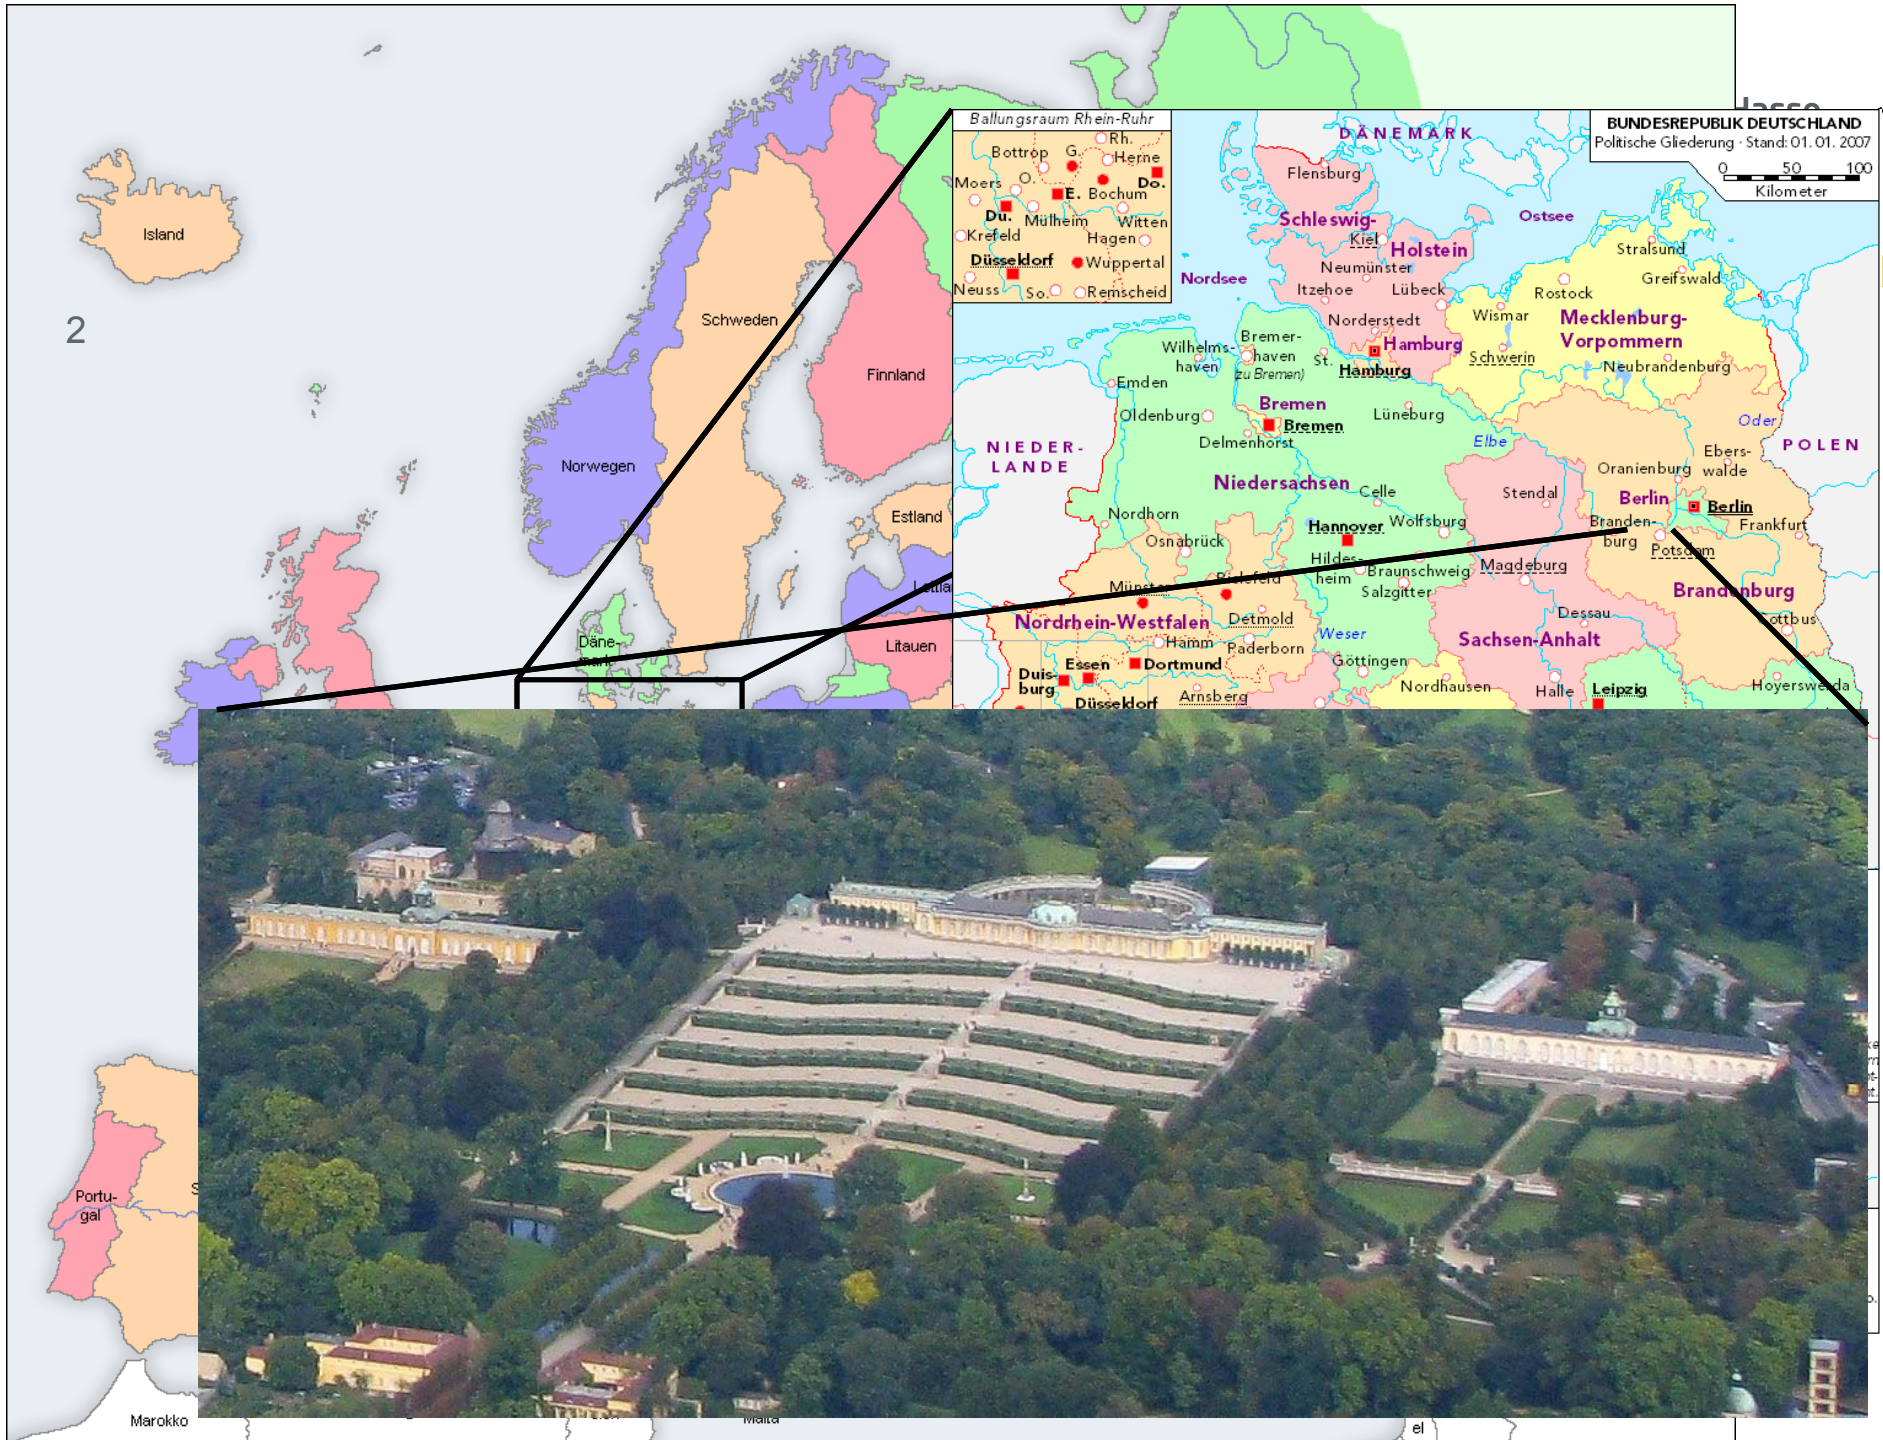 Island
2
Schweden
Finnland
Norwegen
Estland
Litauen
Däne-
mark
Portu-
gal
Marokko
Malta
el
Ballungsraum Rhein-Ruhr
Rh.
Bottrop
G.
Herne
Moers
O.
E.
Bochum
Do.
Du.
Mülheim
Witten
Krefeld
Hagen
Düsseldorf
Wuppertal
Neuss
So.
Remscheid
BUNDESREPUBLIK DEUTSCHLAND
Politische Gliederung · Stand: 01. 01. 2007
0 50 100
Kilometer
DÄNEMARK
Flensburg
Schleswig-
Holstein
Kiel
Ostsee
Nordsee
Neumünster
Itzehoe
Lübeck
Norderstedt
Stralsund
Greifswald
Rostock
Wismar
Mecklenburg-
Vorpommern
Schwerin
Neubrandenburg
Hamburg
Hamburg
St.
Wilhelms-
haven
Bremer-
haven
(zu Bremen)
Emden
Oldenburg
Bremen
Bremen
Delmenhorst
Lüneburg
Elbe
Oder
NIEDER-
LANDE
POLEN
Niedersachsen
Celle
Stendal
Oranienburg
Ebers-
walde
Berlin
Berlin
Nordhorn
Osnabrück
Hannover
Wolfsburg
Branden-
burg
Frankfurt
Potsdam
Hildes-
heim
Braunschweig
Salzgitter
Magdeburg
Münster
Bielefeld
Brandenburg
Nordrhein-Westfalen
Detmold
Weser
Dessau
Cottbus
Hamm
Paderborn
Sachsen-Anhalt
Essen
Dortmund
Göttingen
Duis-
burg
Nordhausen
Halle
Leipzig
Hoyerswerda
Düsseldorf
Arnsberg